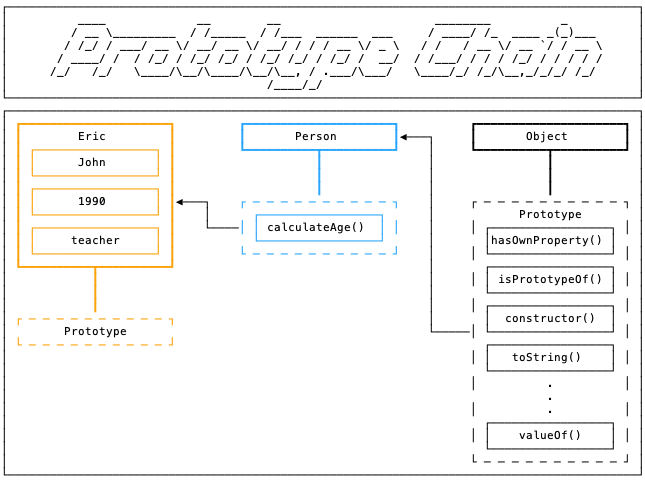 Prototype Chain
Eric
John
1990
teacher
Prototype
Person
calculateAge()
Object
Prototype
hasOwnProperty()
isPrototypeOf()
constructor()
toString()
.
.
.
valueOf()